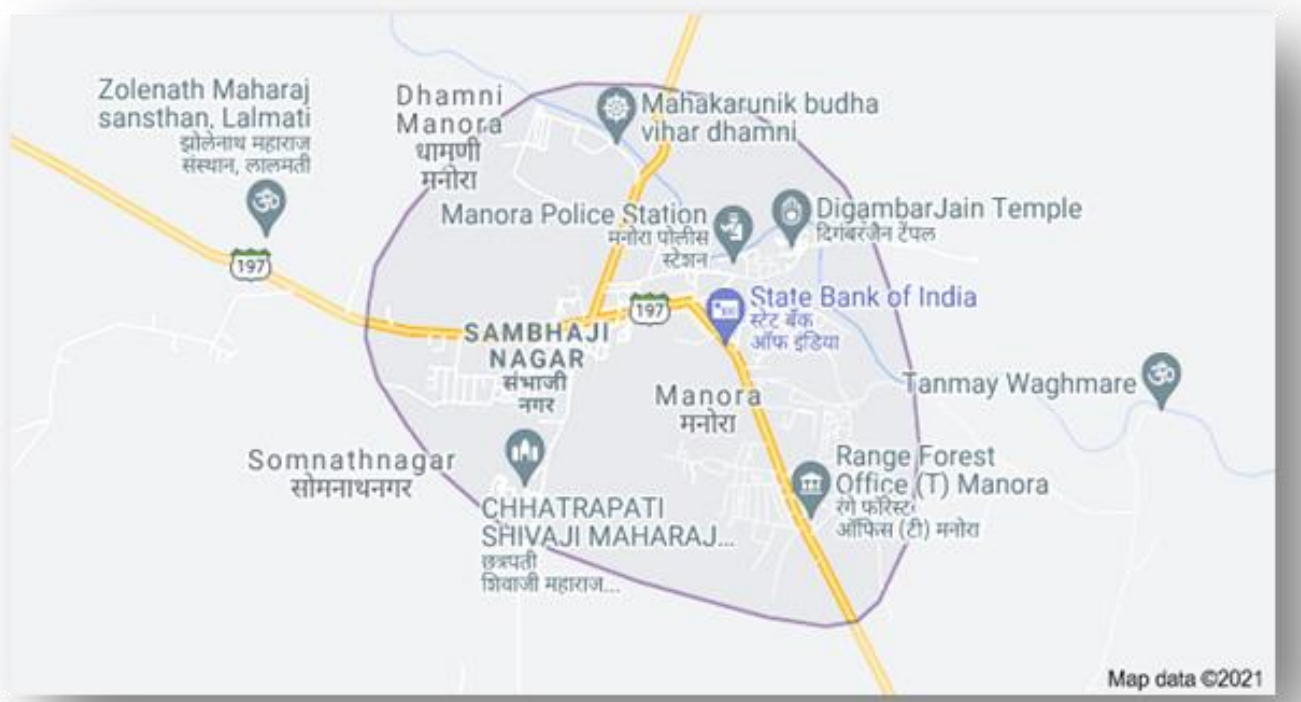 Zolenath Maharaj
sansthan, Lalmati
झोलेनाथ महाराज
संस्थान, लालमती
Dhamni
Manora
धामणी
मनोरा
Mahakarunik budha
vihar dhamni
Manora Police Station
मनोरा पोलीस
स्टेशन
DigambarJain Temple
दिगंबरजैन टेंपल
197
197
State Bank of India
स्टेट बँक
ऑफ इंडिया
SAMBHAJI
NAGAR
संभाजी
नगर
Manora
मनोरा
Tanmay Waghmare
Somnathnagar
सोमनाथनगर
CHHATRAPATI
SHIVAJI MAHARAJ...
छत्रपती
शिवाजी महाराज...
Range Forest
Office (T) Manora
रंगे फॉरेस्ट
ऑफिस (टी) मनोरा
Map data ©2021